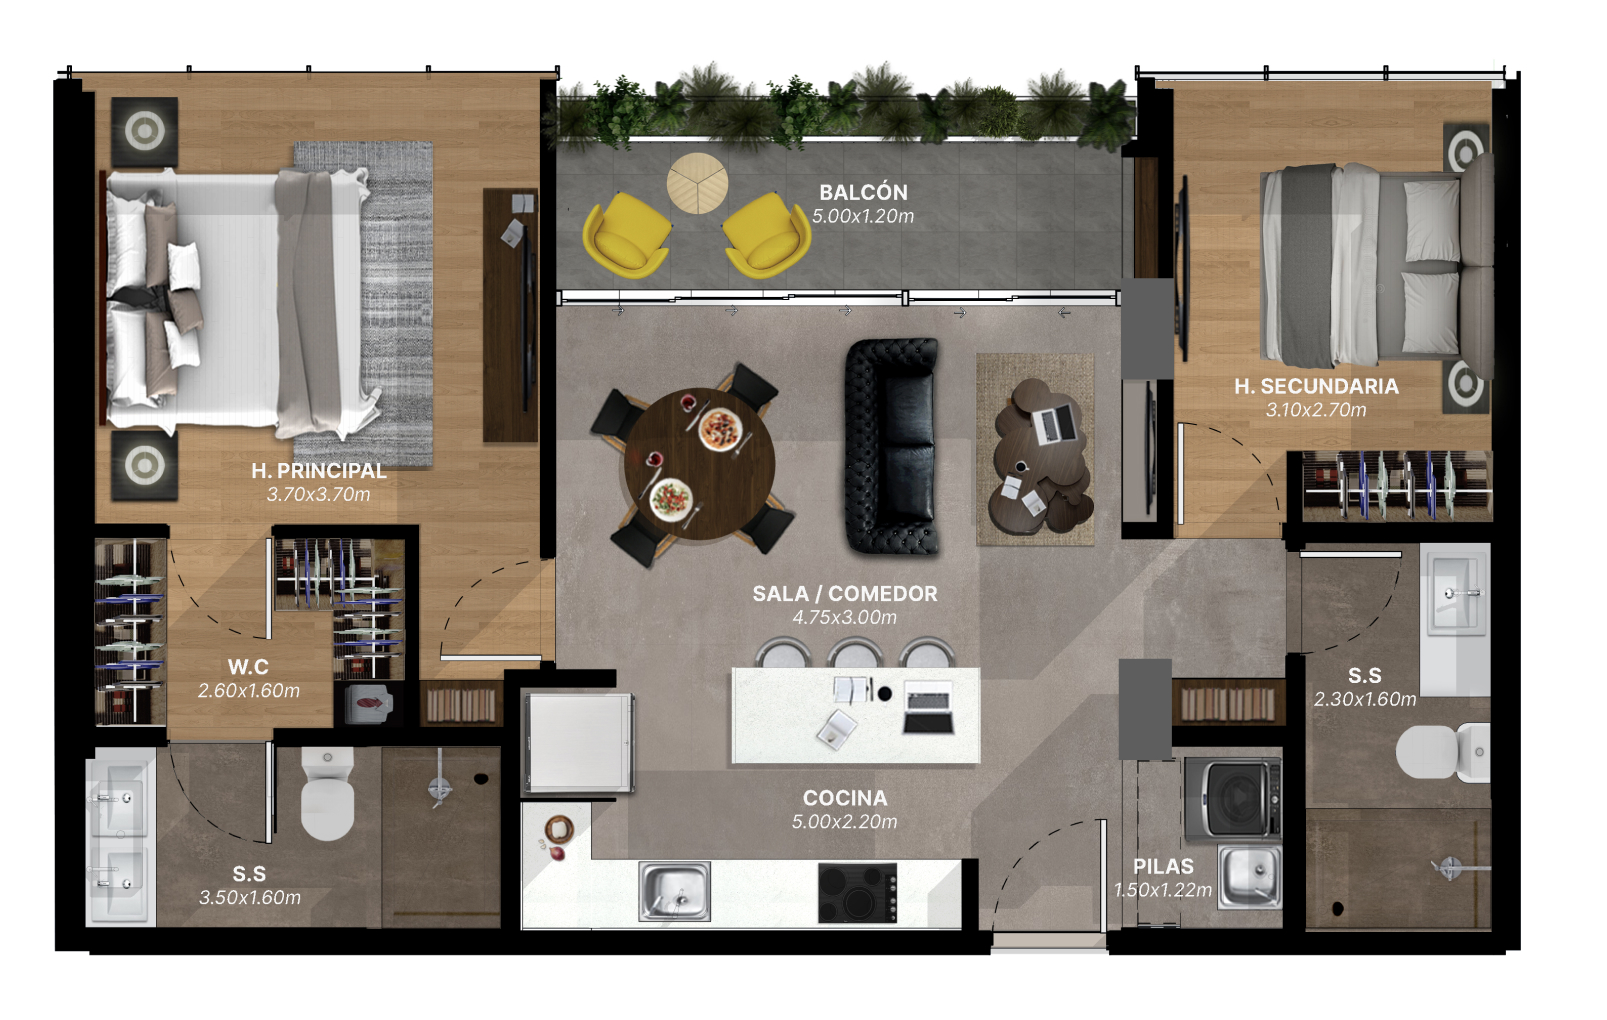 BALCÓN
5.00x1.20m
H. SECUNDARIA
3.10x2.70m
H. PRINCIPAL
3.70x3.70m
SALA / COMEDOR
4.75x3.00m
W.C
2.60x1.60m
S.S
2.30x1.60m
COCINA
5.00x2.20m
PILAS
1.50x1.22m
S.S
3.50x1.60m